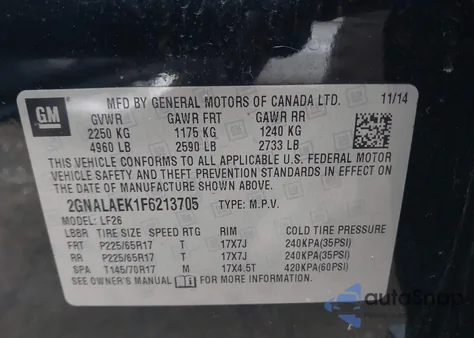 GM
MFD BY GENERAL MOTORS OF CANADA LTD. 11/14
GVWR GAWR FRT GAWR RR
2250 KG 1175 KG 1240 KG
4960 LB 2590 LB 2733 LB
THIS VEHICLE CONFORMS TO ALL APPLICABLE U.S. FEDERAL MOTOR
VEHICLE SAFETY AND THEFT PREVENTION STANDARDS IN EFFECT ON THE
DATE OF MANUFACTURE SHOWN ABOVE.
2GNALAEK1F6213705 TYPE: M.P.V.
MODEL: LF26
LBBR TIRE SIZE SPEED RTG RIM COLD TIRE PRESSURE
FRT P225/65R17 T 17X7J 240KPA(35PSI)
RR P225/65R17 T 17X7J 240KPA(35PSI)
SPA T145/70R17 M 17X4.5T 420KPA(60PSI)
SEE OWNER'S MANUAL FOR MORE INFORMATION.
autoSnap